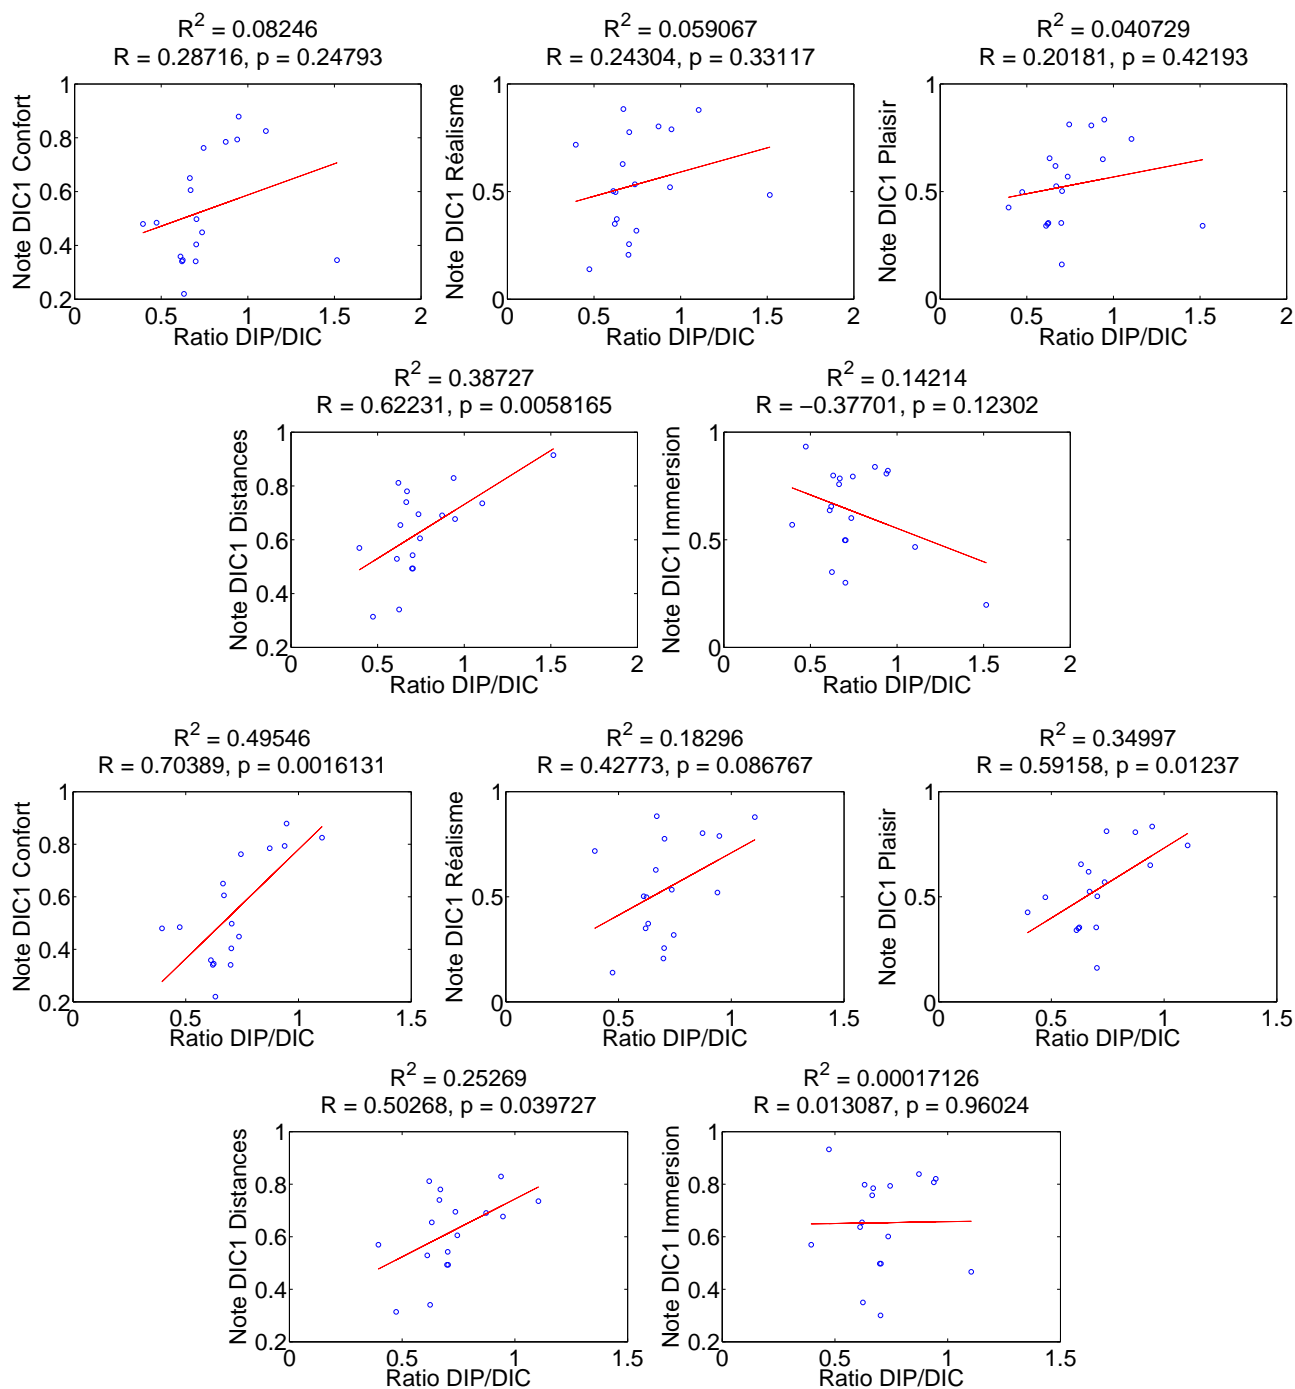 R² = 0.08246
R = 0.28716, p = 0.24793
1
0.8
0.6
0.4
0.2
0 0.5 1 1.5 2
Note DIC1 Confort
Ratio DIP/DIC
R² = 0.059067
R = 0.24304, p = 0.33117
1
0.5
0
0 0.5 1 1.5 2
Note DIC1 Réalisme
Ratio DIP/DIC
R² = 0.040729
R = 0.20181, p = 0.42193
1
0.5
0
0 0.5 1 1.5 2
Note DIC1 Plaisir
Ratio DIP/DIC
R² = 0.38727
R = 0.62231, p = 0.0058165
1
0.8
0.6
0.4
0.2
0 0.5 1 1.5 2
Note DIC1 Distances
Ratio DIP/DIC
R² = 0.14214
R = −0.37701, p = 0.12302
1
0.5
0
0 0.5 1 1.5 2
Note DIC1 Immersion
Ratio DIP/DIC
R² = 0.49546
R = 0.70389, p = 0.0016131
1
0.8
0.6
0.4
0.2
0 0.5 1 1.5
Note DIC1 Confort
Ratio DIP/DIC
R² = 0.18296
R = 0.42773, p = 0.086767
1
0.5
0
0 0.5 1 1.5
Note DIC1 Réalisme
Ratio DIP/DIC
R² = 0.34997
R = 0.59158, p = 0.01237
1
0.5
0
0 0.5 1 1.5
Note DIC1 Plaisir
Ratio DIP/DIC
R² = 0.25269
R = 0.50268, p = 0.039727
1
0.8
0.6
0.4
0.2
0 0.5 1 1.5
Note DIC1 Distances
Ratio DIP/DIC
R² = 0.00017126
R = 0.013087, p = 0.96024
1
0.8
0.6
0.4
0.2
0 0.5 1 1.5
Note DIC1 Immersion
Ratio DIP/DIC